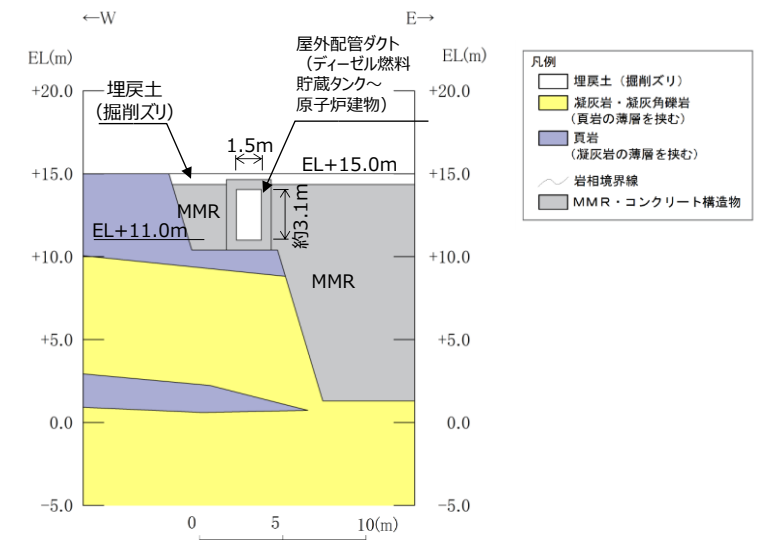 ←W
E→
EL(m)
+20.0
+15.0
+10.0
+5.0
0.0
−5.0
埋戻土
（掘削ズリ）
屋外配管ダクト
（ディーゼル燃料
貯蔵タンク～
原子炉建物）
1.5m
EL+15.0m
約3.1m
MMR
EL+11.0m
MMR
EL(m)
+20.0
+15.0
+10.0
+5.0
0.0
−5.0
0
5
10(m)
凡例
埋戻土（掘削ズリ）
凝灰岩・凝灰角礫岩
（頁岩の薄層を挟む）
頁岩
（凝灰岩の薄層を挟む）
岩相境界線
ＭＭＲ・コンクリート構造物